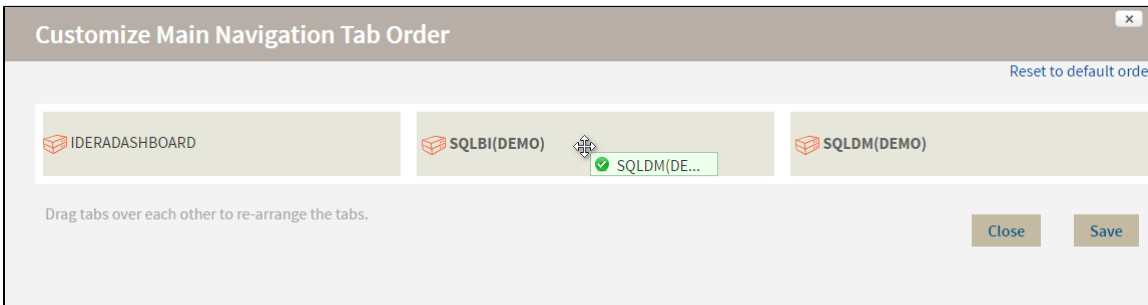 Customize Main Navigation Tab Order
Reset to default orde
IDERADASHBOARD
SQLBI(DEMO)
SQLDM(DE...
SQLDM(DEMO)
Drag tabs over each other to re-arrange the tabs.
Close
Save